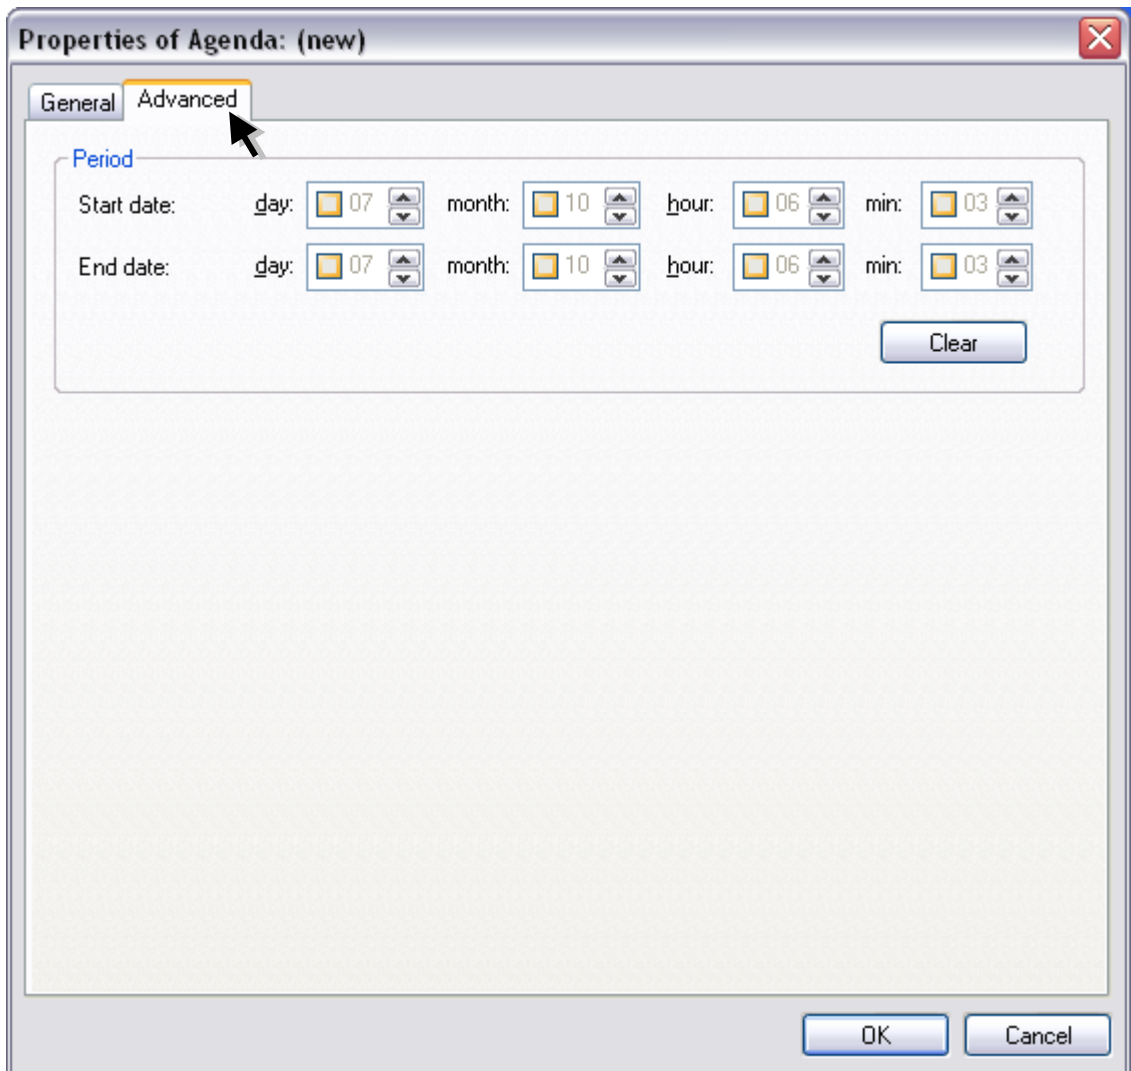 Properties of Agenda: (new)
General Advanced
Period
Start date: day: 07 month: 10 hour: 06 min: 03
End date: day: 07 month: 10 hour: 06 min: 03
Clear
OK Cancel